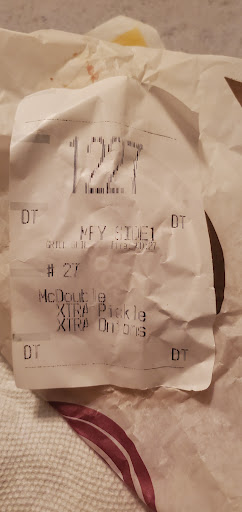 1227
DT DT
MFY SIDE1
# 27
McDouble
XTRA Pickle
XTRA Onions
DT DT